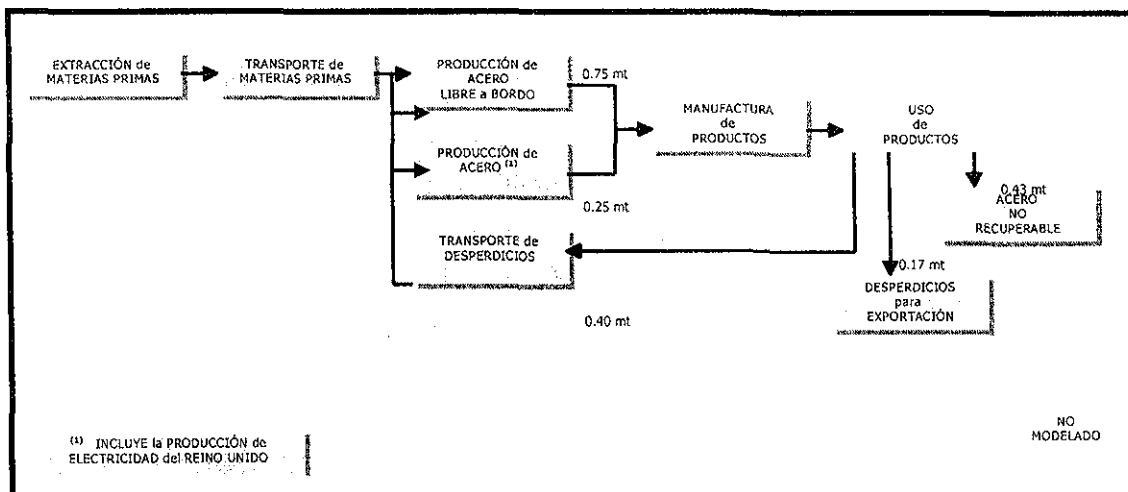 EXTRACCIÓN de
MATERIAS PRIMAS
TRANSPORTE de
MATERIAS PRIMAS
PRODUCCIÓN de
ACERO
LIBRE a BORDO
0.75 mt
MANUFACTURA
de
PRODUCTOS
USO
de
PRODUCTOS
PRODUCCIÓN de
ACERO (1)
0.25 mt
0.43 mt
ACERO
NO
RECUPERABLE
TRANSPORTE de
DESPERDICIOS
0.17 mt
DESPERDICIOS
para
EXPORTACIÓN
0.40 mt
(1) INCLUYE la PRODUCCIÓN de
ELECTRICIDAD del REINO UNIDO
NO
MODELADO